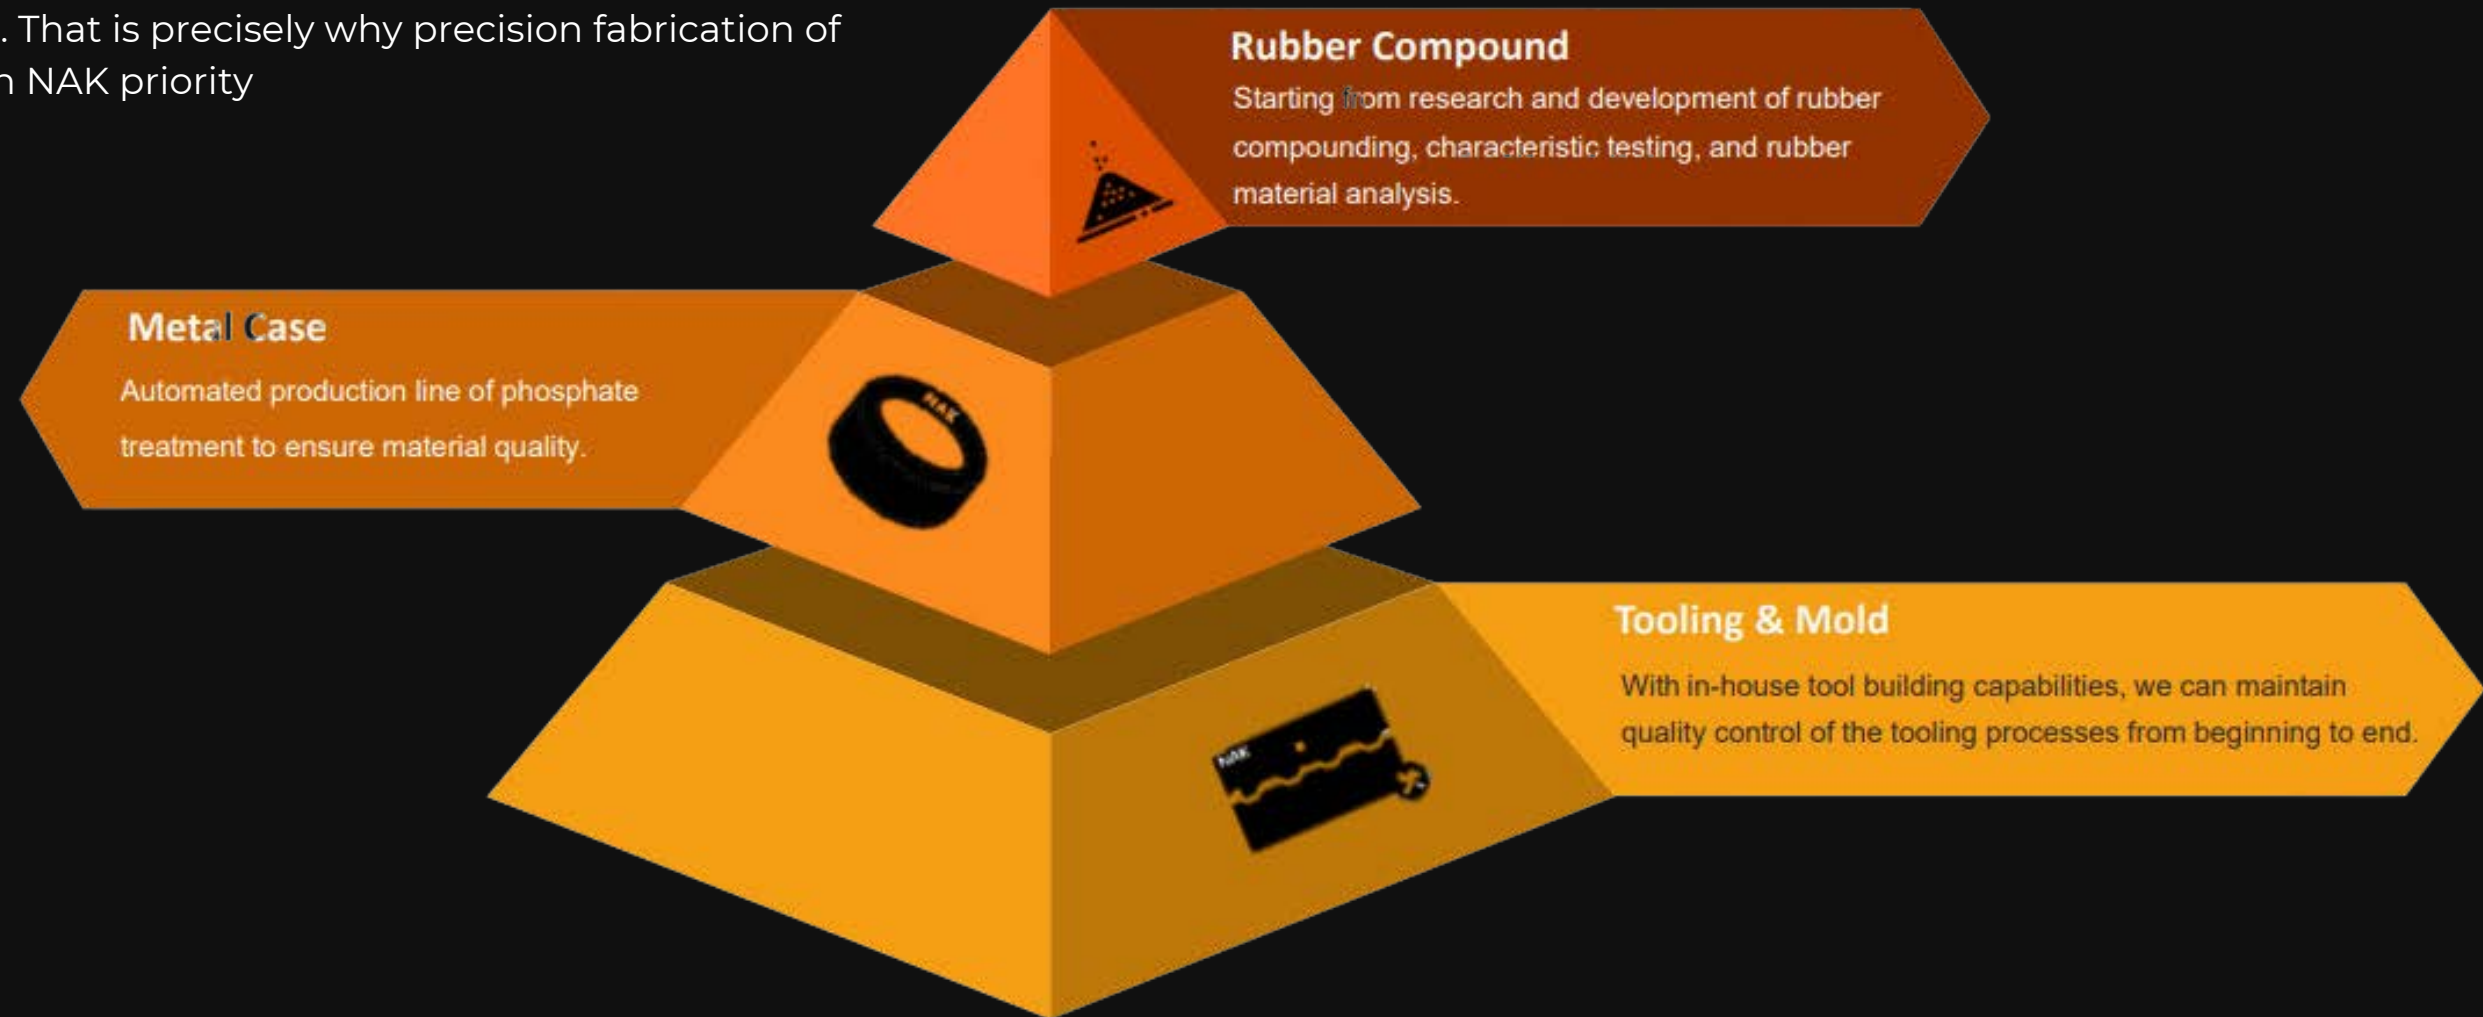 . That is precisely why precision fabrication of
n NAK priority
Rubber Compound
Starting from research and development of rubber
compounding, characteristic testing, and rubber
material analysis.
Metal Case
Automated production line of phosphate
treatment to ensure material quality.
NAK
Tooling & Mold
With in-house tool building capabilities, we can maintain
quality control of the tooling processes from beginning to end.
NAK